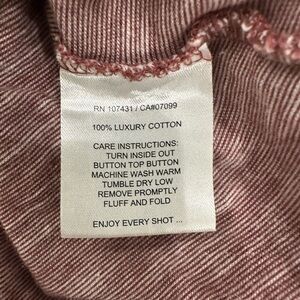 RN 107431 / CA#07099
100% LUXURY COTTON
CARE INSTRUCTIONS:
TURN INSIDE OUT
BUTTON TOP BUTTON
MACHINE WASH WARM
TUMBLE DRY LOW
REMOVE PROMPTLY
FLUFF AND FOLD
ENJOY EVERY SHOT ...